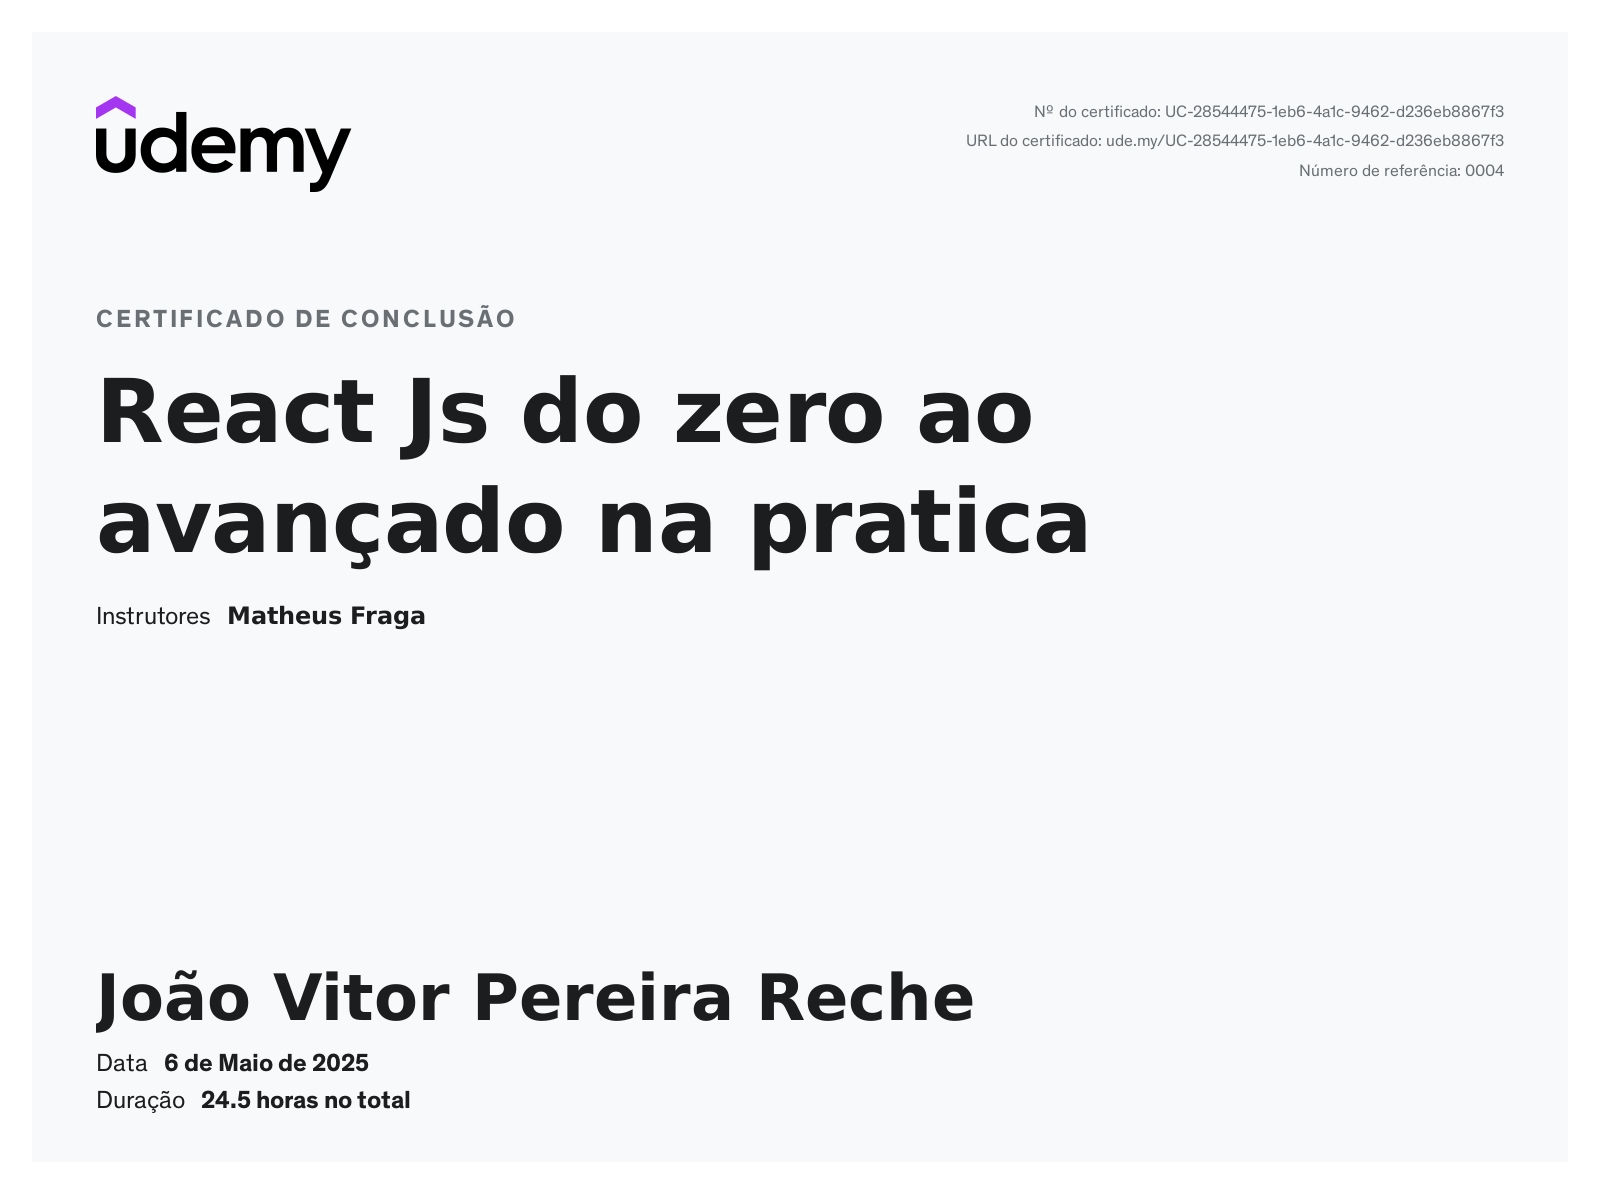 udemy
Nº do certificado: UC-28544475-1eb6-4a1c-9462-d236eb8867f3
URL do certificado: ude.my/UC-28544475-1eb6-4a1c-9462-d236eb8867f3
Número de referência: 0004
CERTIFICADO DE CONCLUSÃO
React Js do zero ao
avançado na pratica
Instrutores Matheus Fraga
João Vitor Pereira Reche
Data 6 de Maio de 2025
Duração 24.5 horas no total